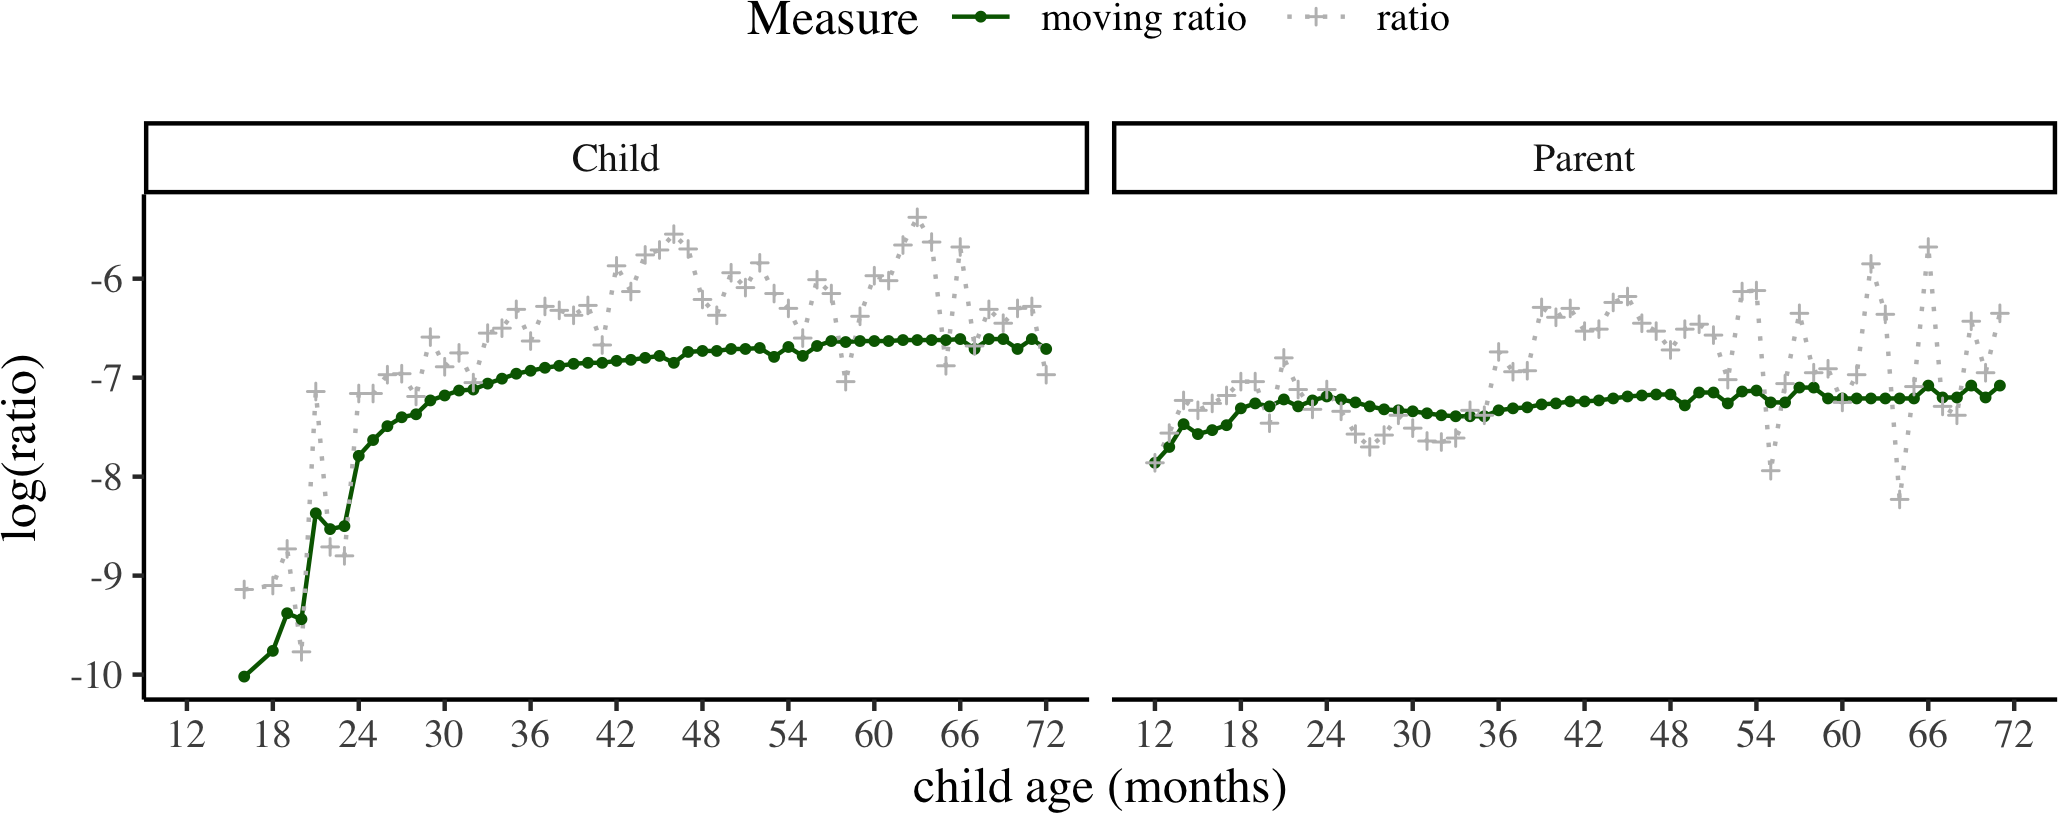 Measure moving ratio ratio
Child Parent
log(ratio)
-6
-7
-8
-9
-10
12 18 24 30 36 42 48 54 60 66 72 12 18 24 30 36 42 48 54 60 66 72
child age (months)